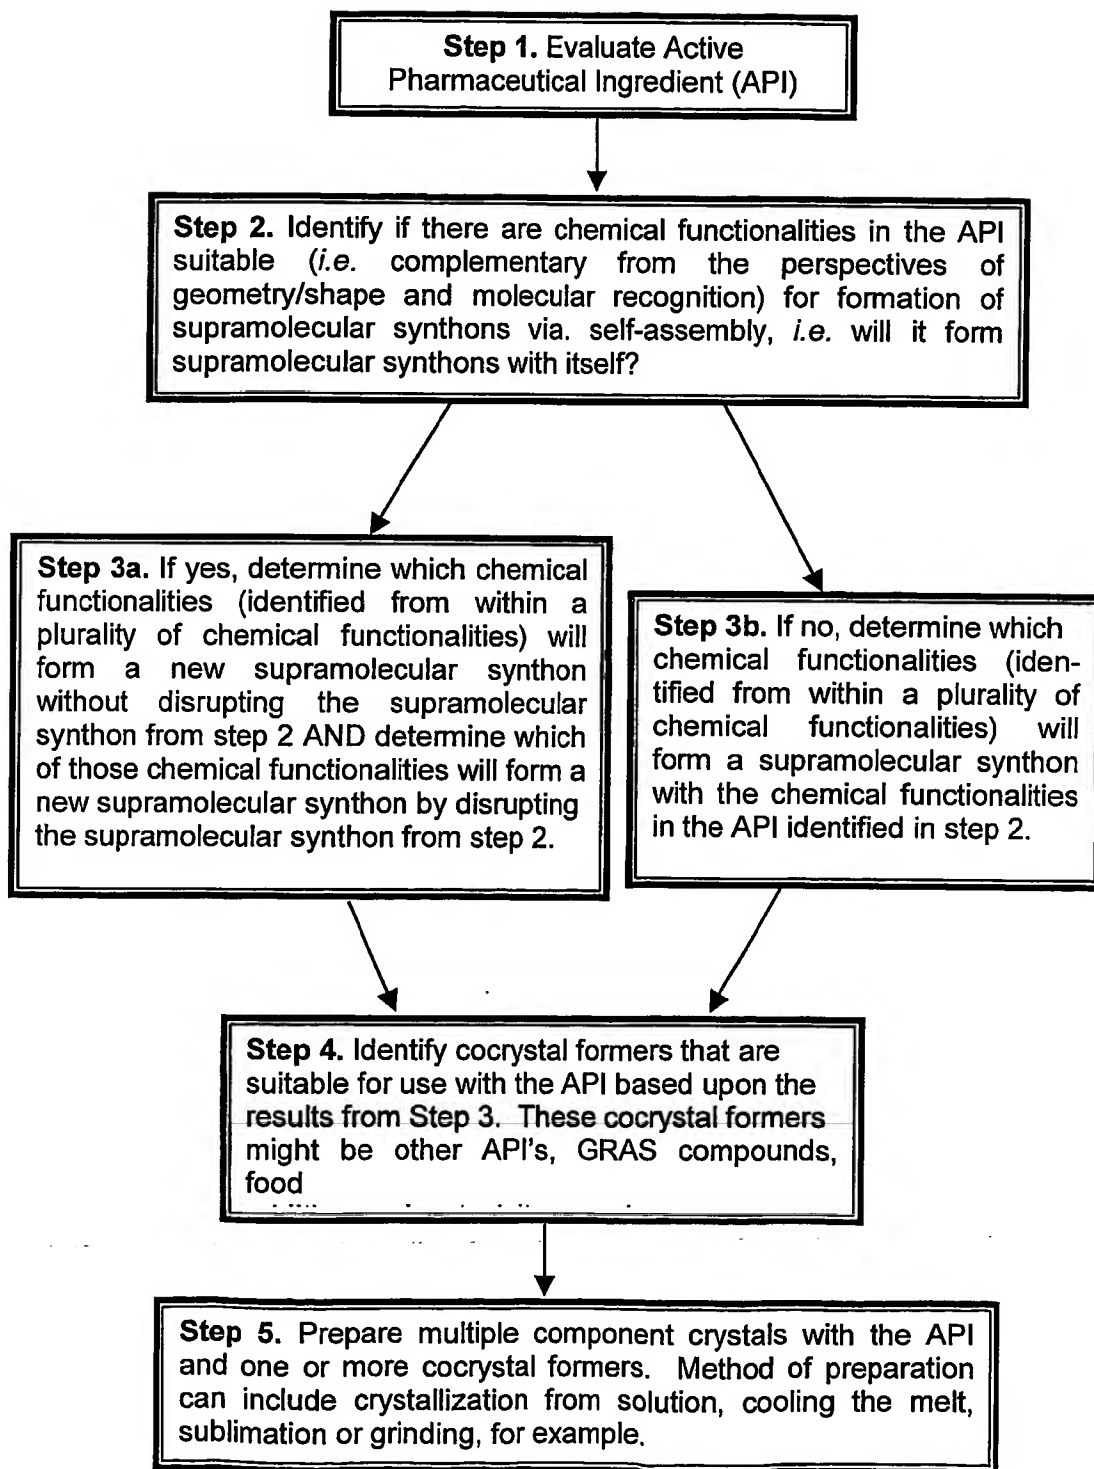 Step 1. Evaluate Active
Pharmaceutical Ingredient (API)
Step 2. Identify if there are chemical functionalities in the API
suitable (i.e. complementary from the perspectives of
geometry/shape and molecular recognition) for formation of
supramolecular synthons via. self-assembly, i.e. will it form
supramolecular synthons with itself?
Step 3a. If yes, determine which chemical
functionalities (identified from within a
plurality of chemical functionalities) will
form a new supramolecular synthon
without disrupting the supramolecular
synthon from step 2 AND determine which
of those chemical functionalities will form a
new supramolecular synthon by disrupting
the supramolecular synthon from step 2.
Step 3b. If no, determine which
chemical functionalities (iden-
tified from within a plurality of
chemical functionalities) will
form a supramolecular synthon
with the chemical functionalities
in the API identified in step 2.
Step 4. Identify cocrystal formers that are
suitable for use with the API based upon the
results from Step 3. These cocrystal formers
might be other API's, GRAS compounds,
food
Step 5. Prepare multiple component crystals with the API
and one or more cocrystal formers. Method of preparation
can include crystallization from solution, cooling the melt,
sublimation or grinding, for example.